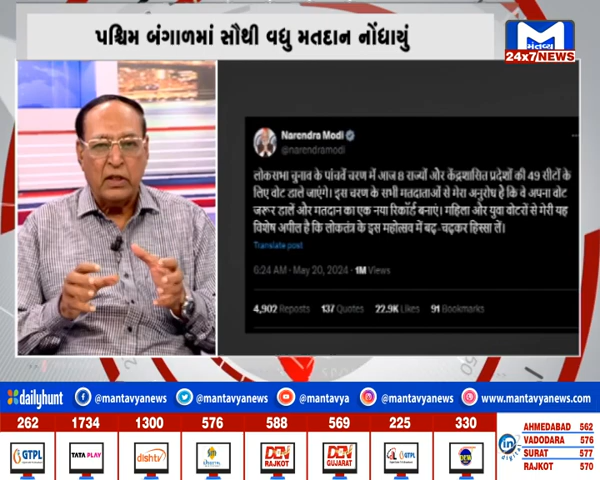 પશ્ચિમ બંગાળમાં સૌથી વધુ મતદાન નોંધાયું
મંતવ્ય
24x7NEWS
Narendra Modi
@narendramodi
लोकसभा चुनाव के पांचवें चरण में आज 8 राज्यों और केंद्रशासित प्रदेशों की 49 सीटों के
लिए वोट डाले जाएंगे। इस चरण के सभी मतदाताओं से मेरा अनुरोध है कि वे अपना वोट
जरूर डालें और मतदान का एक नया रिकॉर्ड बनाएं। महिला और युवा वोटरों से मेरी यह
विशेष अपील है कि लोकतंत्र के इस महोत्सव में बढ़-चढ़कर हिस्सा लें।
Translate post
6:24 AM · May 20, 2024 · 1M Views
4,902 Reposts 137 Quotes 22.9K Likes 91 Bookmarks
dailyhunt @mantavyanews @mantavyanews @mantavya @mantavyanews @mantavyanews
262 1734 1300 576 588 569 225 330
GTPL TATA PLAY dishtv DEN RAJKOT DEN GUJARAT GTPL
in digital
AHMEDABAD 562
VADODARA 576
SURAT 577
RAJKOT 570